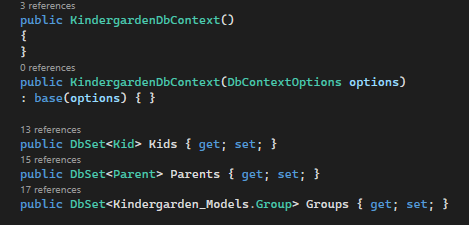 3 references
public KindergardenDbContext()
{
}
0 references
public KindergardenDbContext(DbContextOptions options)
: base(options) { }
13 references
public DbSet<Kid> Kids { get; set; }
15 references
public DbSet<Parent> Parents { get; set; }
17 references
public DbSet<Kindergarden_Models.Group> Groups { get; set; }